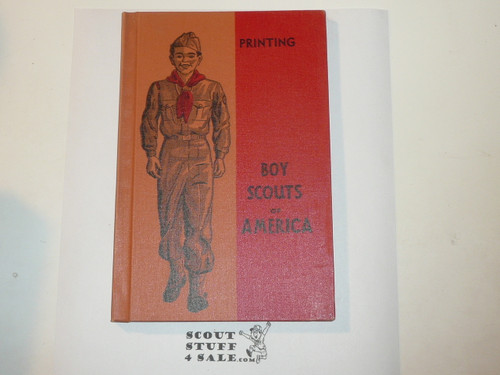 PRINTING
BOY
SCOUTS
OF
AMERICA
SCOUT
STUFF
4 SALE.COM